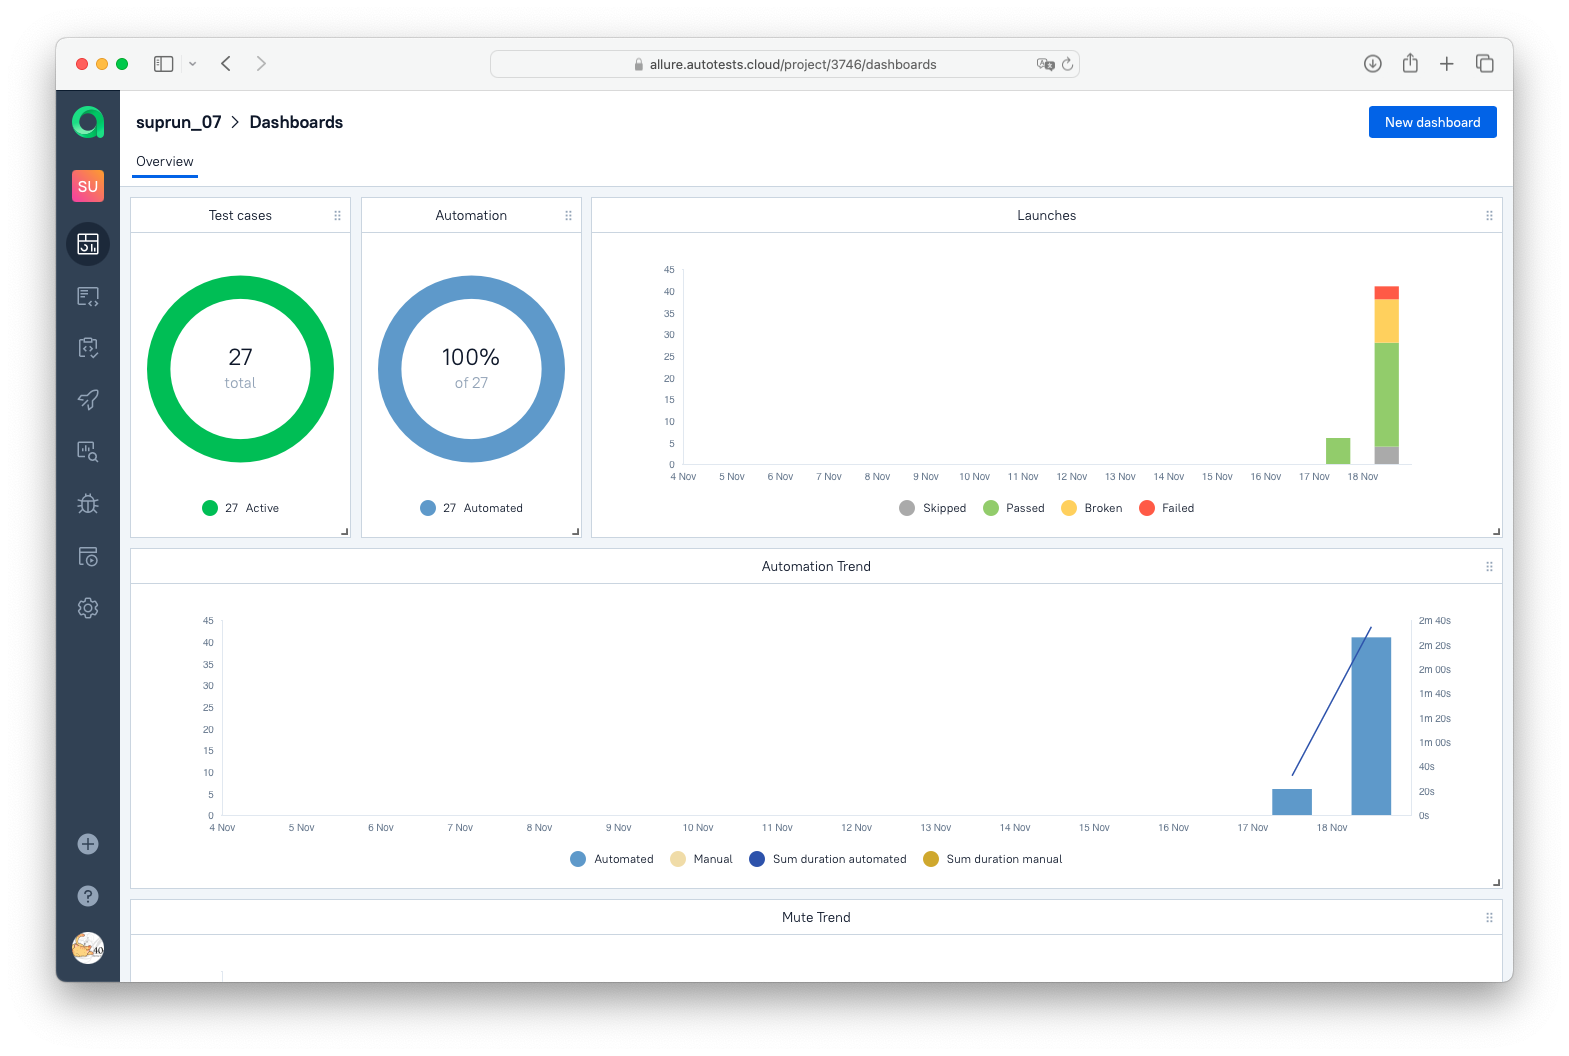 allure.autotests.cloud/project/3746/dashboards
suprun_07 > Dashboards
New dashboard
Overview
SU
Test cases
27
total
27 Active
Automation
100%
of 27
27 Automated
Launches
45
40
35
30
25
20
15
10
5
0
4 Nov 5 Nov 6 Nov 7 Nov 8 Nov 9 Nov 10 Nov 11 Nov 12 Nov 13 Nov 14 Nov 15 Nov 16 Nov 17 Nov 18 Nov
Skipped Passed Broken Failed
Automation Trend
45
40
35
30
25
20
15
10
5
0
2m 40s
2m 20s
2m 00s
1m 40s
1m 20s
1m 00s
40s
20s
0s
4 Nov 5 Nov 6 Nov 7 Nov 8 Nov 9 Nov 10 Nov 11 Nov 12 Nov 13 Nov 14 Nov 15 Nov 16 Nov 17 Nov 18 Nov
Automated Manual Sum duration automated Sum duration manual
Mute Trend
40